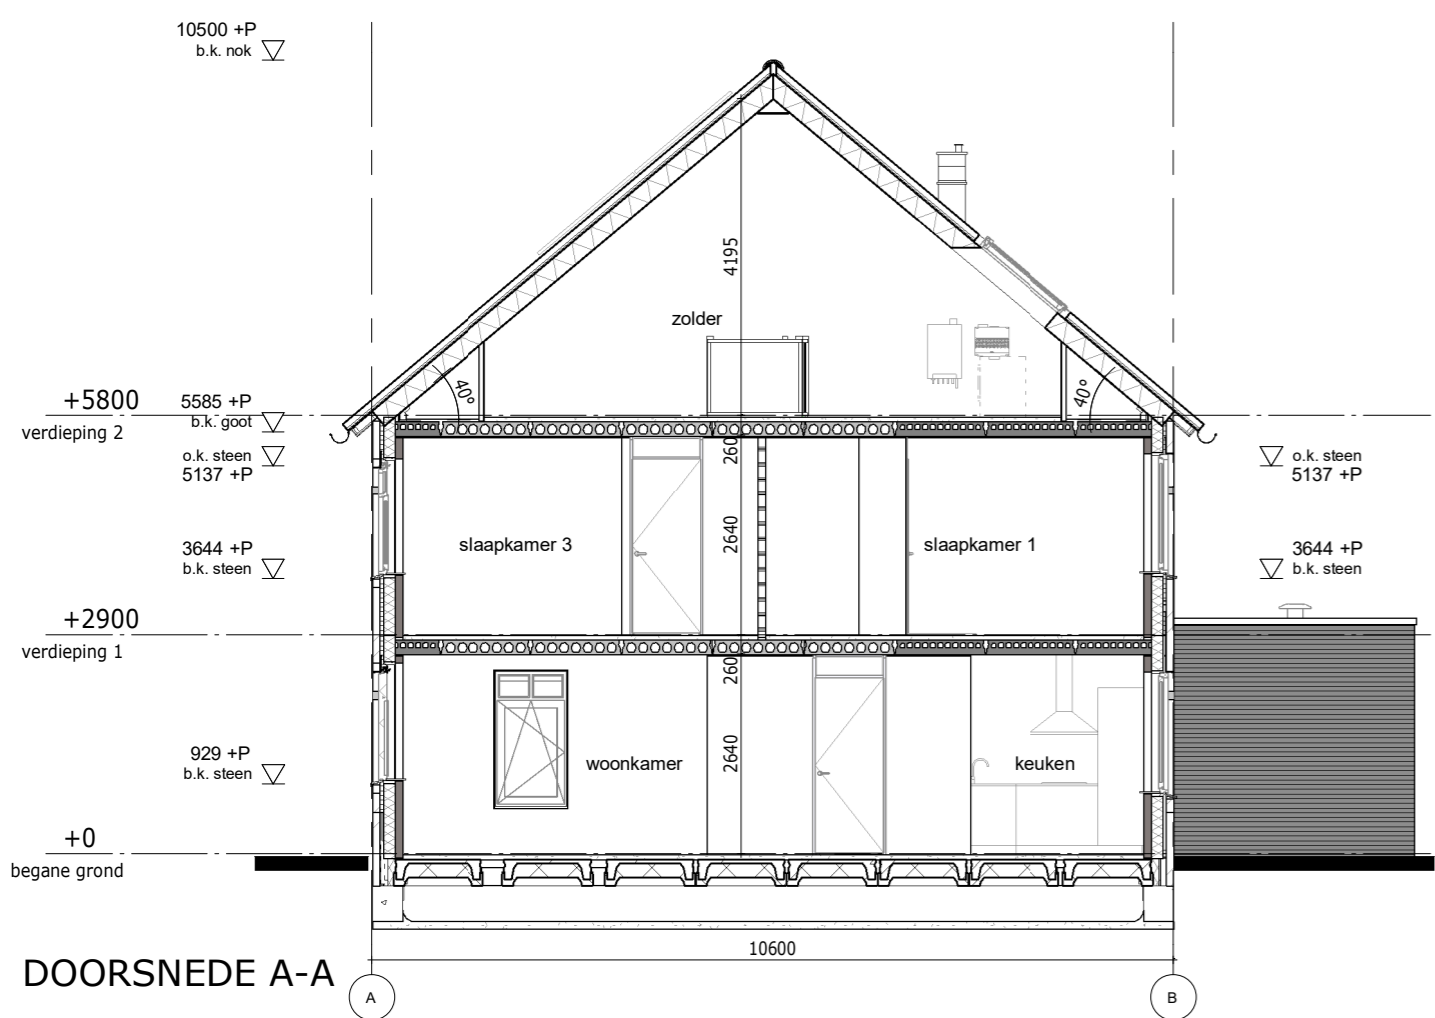 10500 +P
b.k. nok
4195
zolder
40°
40°
+5800
verdieping 2
5585 +P
b.k. goot
o.k. steen
5137 +P
o.k. steen
5137 +P
260
2640
slaapkamer 3
slaapkamer 1
3644 +P
b.k. steen
3644 +P
b.k. steen
+2900
verdieping 1
260
2640
929 +P
b.k. steen
woonkamer
keuken
+0
begane grond
10600
DOORSNEDE A-A
A
B